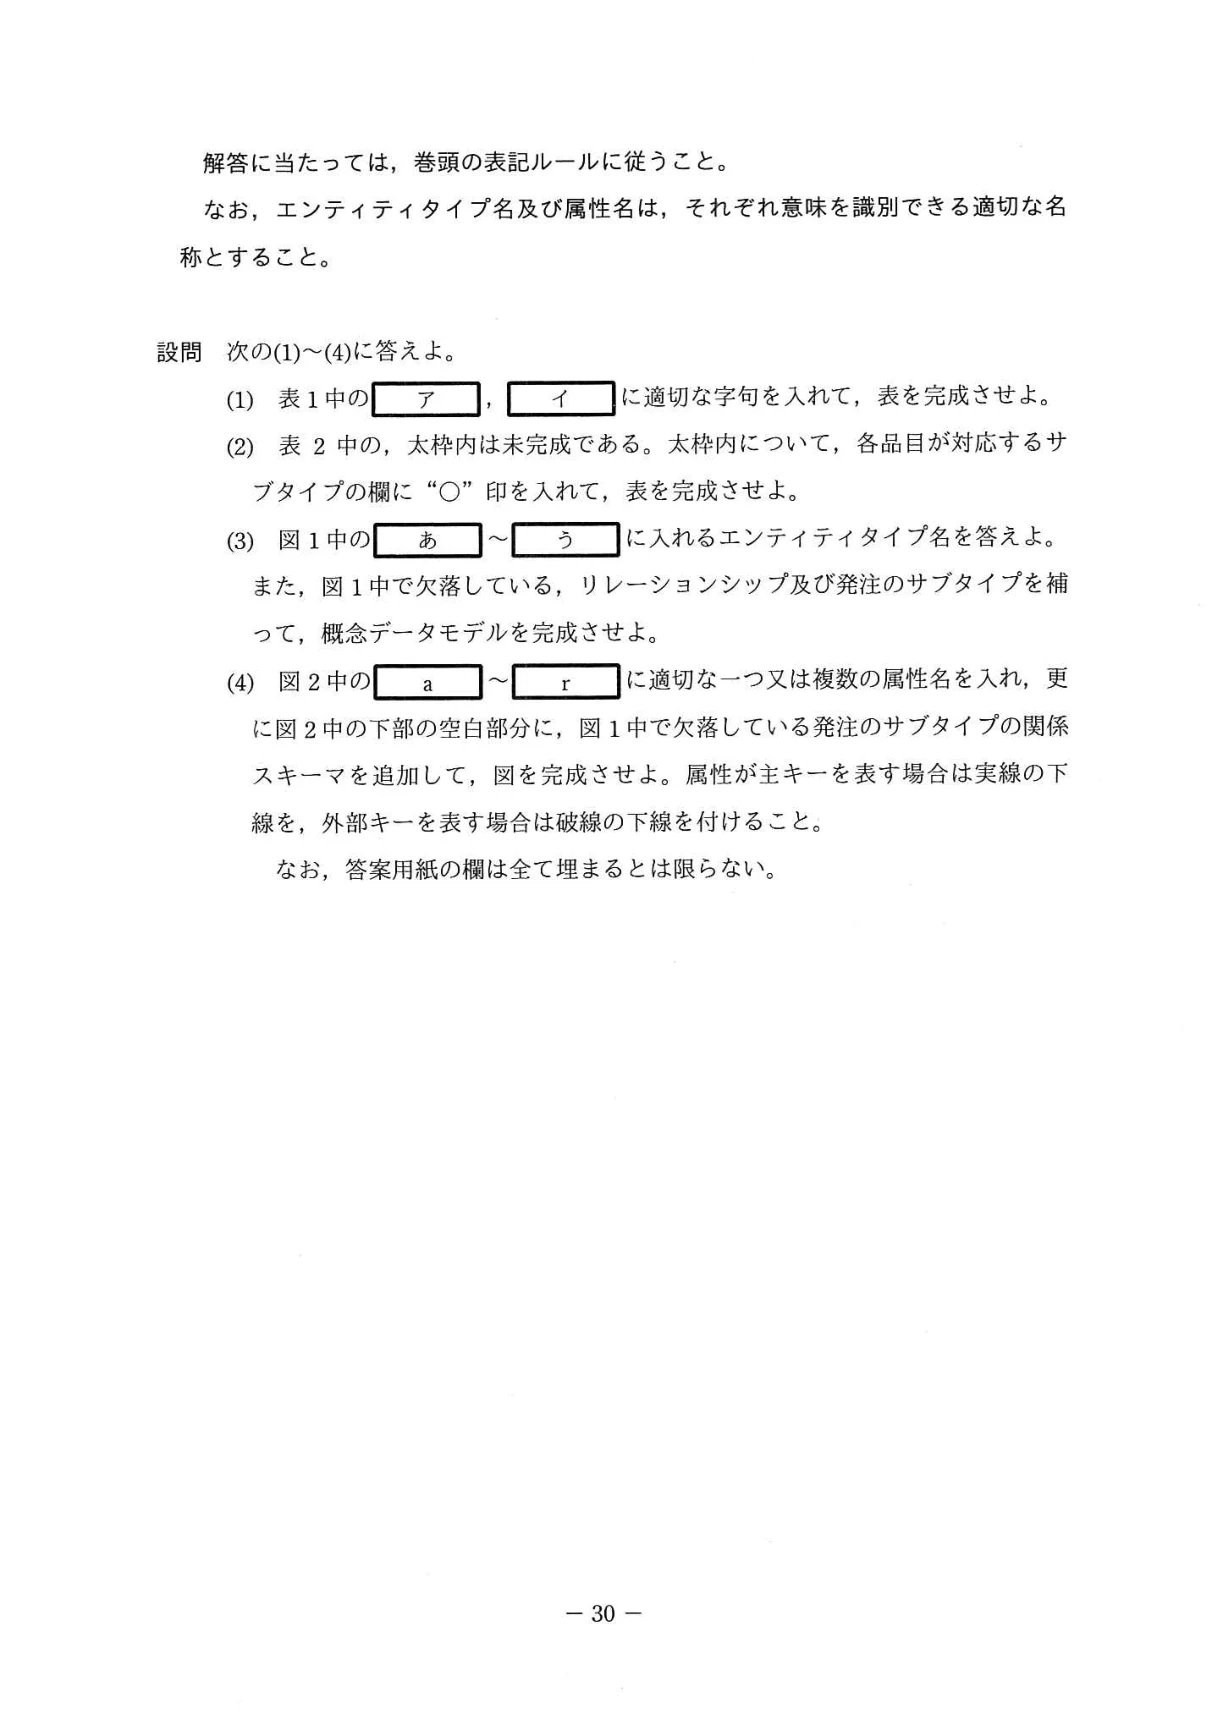 解答に当たっては，巻頭の表記ルールに従うこと。
なお，エンティティタイプ名及び属性名は，それぞれ意味を識別できる適切な名
称とすること。
設問　次の(1)～(4)に答えよ。
(1)　表1中の ア ， イ に適切な字句を入れて，表を完成させよ。
(2)　表 2 中の，太枠内は未完成である。太枠内について，各品目が対応するサ
ブタイプの欄に“○”印を入れて，表を完成させよ。
(3)　図1中の あ ～ う に入れるエンティティタイプ名を答えよ。
また，図1中で欠落している，リレーションシップ及び発注のサブタイプを補
って，概念データモデルを完成させよ。
(4)　図2中の a ～ r に適切な一つ又は複数の属性名を入れ，更
に図2中の下部の空白部分に，図1中で欠落している発注のサブタイプの関係
スキーマを追加して，図を完成させよ。属性が主キーを表す場合は実線の下
線を，外部キーを表す場合は破線の下線を付けること。
なお，答案用紙の欄は全て埋まるとは限らない。
－ 30 －